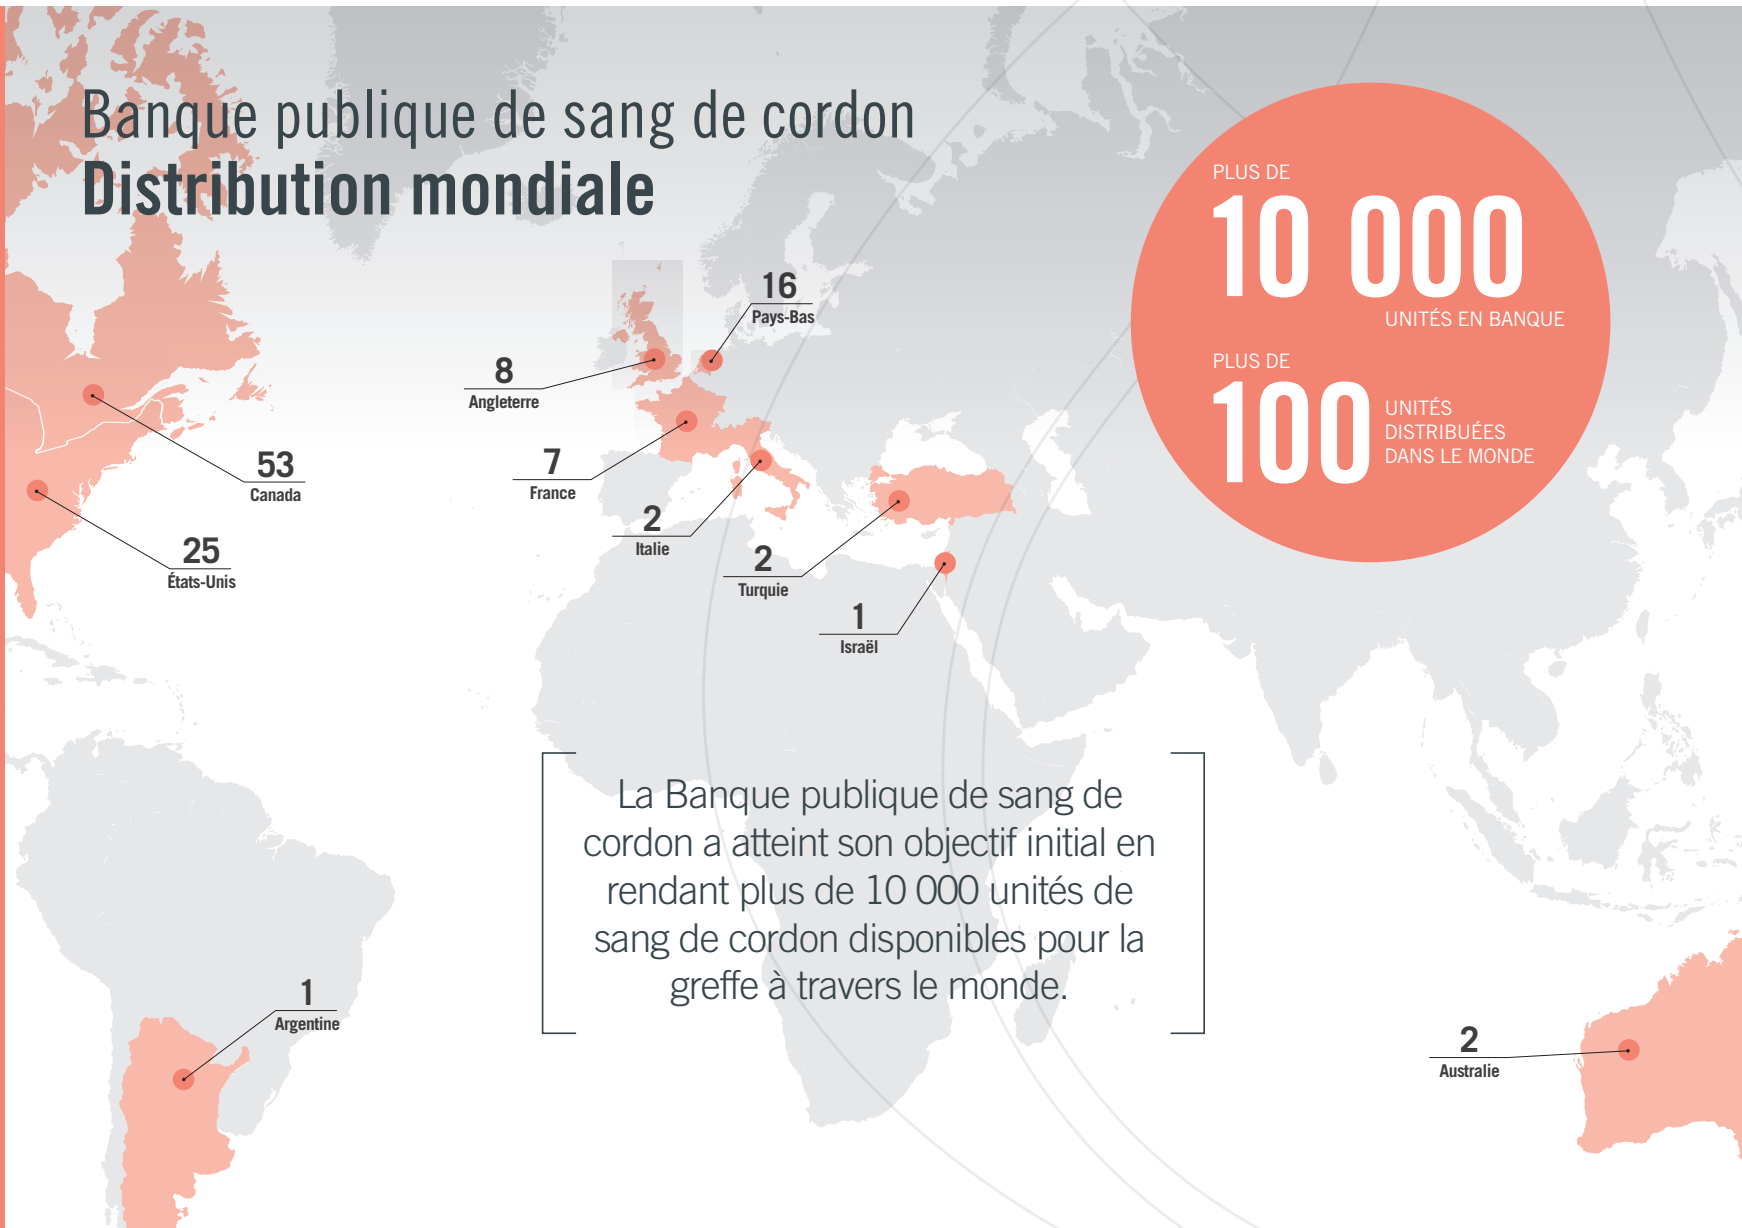 Banque publique de sang de cordon
Distribution mondiale
PLUS DE
10 000
UNITÉS EN BANQUE
PLUS DE
100
UNITÉS
DISTRIBUÉES
DANS LE MONDE
16
Pays-Bas
8
Angleterre
7
France
53
Canada
25
États-Unis
2
Italie
2
Turquie
1
Israël
La Banque publique de sang de
cordon a atteint son objectif initial en
rendant plus de 10 000 unités de
sang de cordon disponibles pour la
greffe à travers le monde.
1
Argentine
2
Australie